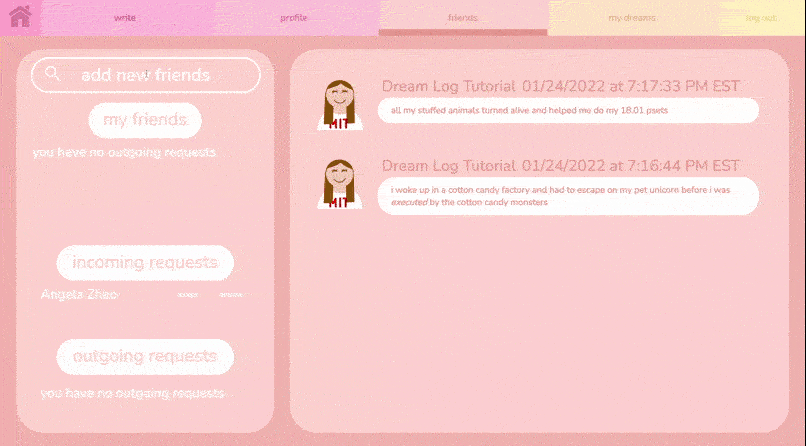 write profile friends my dreams log out
add new friends
my friends
you have no outgoing requests
incoming requests
Angela Zhao
outgoing requests
you have no outgoing requests
Dream Log Tutorial 01/24/2022 at 7:17:33 PM EST
all my stuffed animals turned alive and helped me do my 18.01 psets
MIT
Dream Log Tutorial 01/24/2022 at 7:16:44 PM EST
i woke up in a cotton candy factory and had to escape on my pet unicorn before i was
executed by the cotton candy monsters
MIT